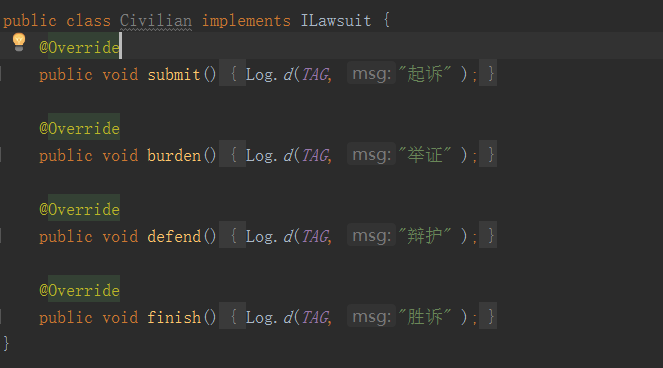 public class Civilian implements ILawsuit {
@Override
public void submit() { Log.d(TAG, msg: "起诉" ); }
@Override
public void burden() { Log.d(TAG, msg: "举证" ); }
@Override
public void defend() { Log.d(TAG, msg: "辩护" ); }
@Override
public void finish() { Log.d(TAG, msg: "胜诉" ); }
}